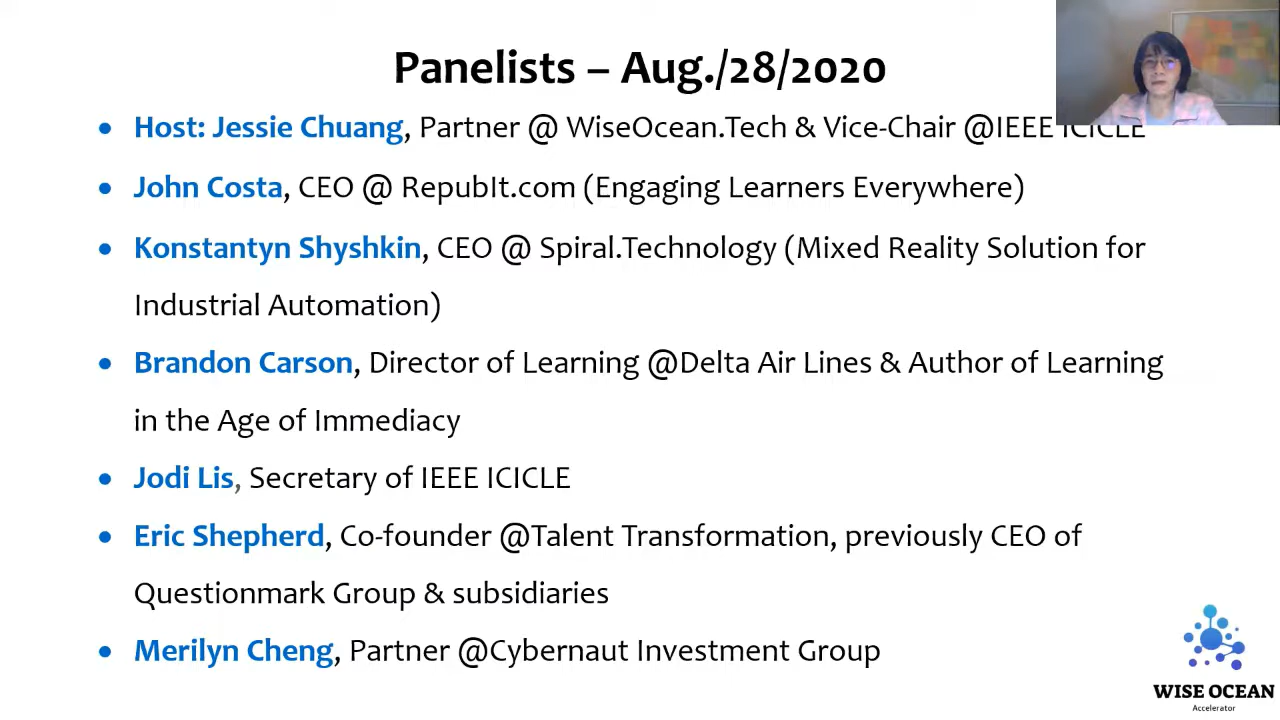 Panelists – Aug./28/2020
• Host: Jessie Chuang, Partner @ WiseOcean.Tech & Vice-Chair @IEEE ICICLE
• John Costa, CEO @ RepubIt.com (Engaging Learners Everywhere)
• Konstantyn Shyshkin, CEO @ Spiral.Technology (Mixed Reality Solution for
Industrial Automation)
• Brandon Carson, Director of Learning @Delta Air Lines & Author of Learning
in the Age of Immediacy
• Jodi Lis, Secretary of IEEE ICICLE
• Eric Shepherd, Co-founder @Talent Transformation, previously CEO of
Questionmark Group & subsidiaries
• Merilyn Cheng, Partner @Cybernaut Investment Group
WISE OCEAN
Accelerator